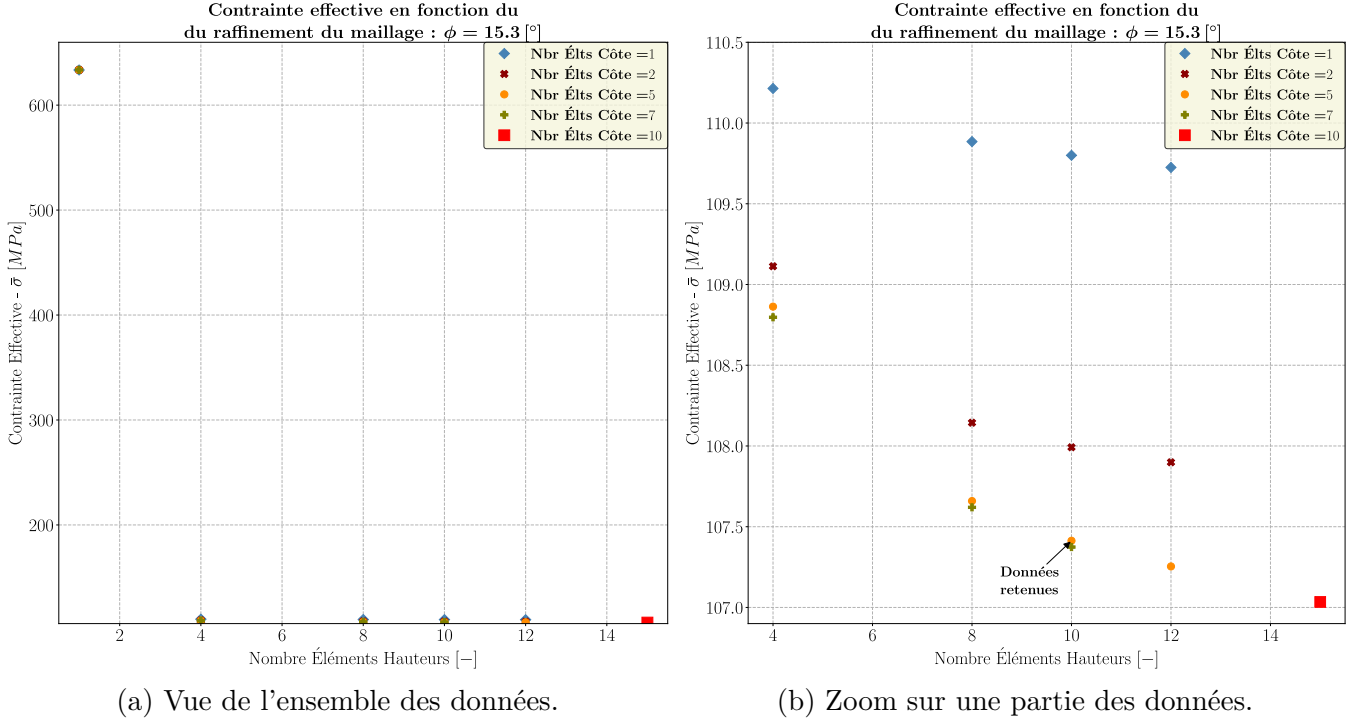 Contrainte effective en fonction du
du raffinement du maillage : ϕ = 15.3 [°]
Contrainte Effective - σ̄ [MPa]
600
500
400
300
200
2 4 6 8 10 12 14
Nombre Éléments Hauteurs [−]
Nbr Élts Côte =1
Nbr Élts Côte =2
Nbr Élts Côte =5
Nbr Élts Côte =7
Nbr Élts Côte =10
(a) Vue de l'ensemble des données.
Contrainte effective en fonction du
du raffinement du maillage : ϕ = 15.3 [°]
Contrainte Effective - σ̄ [MPa]
110.5
110.0
109.5
109.0
108.5
108.0
107.5
107.0
4 6 8 10 12 14
Nombre Éléments Hauteurs [−]
Nbr Élts Côte =1
Nbr Élts Côte =2
Nbr Élts Côte =5
Nbr Élts Côte =7
Nbr Élts Côte =10
Données
retenues
(b) Zoom sur une partie des données.